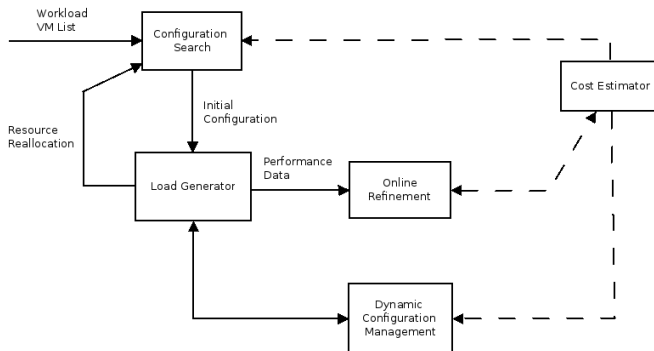 Workload
VM List
Configuration
Search
Cost Estimator
Initial
Configuration
Resource
Reallocation
Load Generator
Performance
Data
Online
Refinement
Dynamic
Configuration
Management